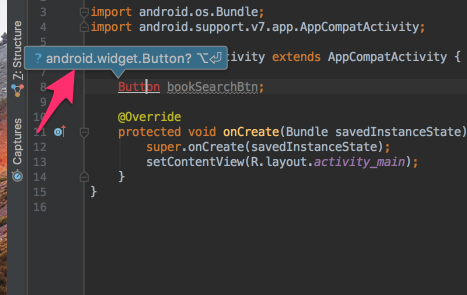 3 import android.os.Bundle;
4 import android.support.v7.app.AppCompatActivity;
5
? android.widget.Button? ⌥⏎
tivity extends AppCompatActivity {
8 Button bookSearchBtn;
9
10 @Override
11 protected void onCreate(Bundle savedInstanceState)
12 super.onCreate(savedInstanceState);
13 setContentView(R.layout.activity_main);
14 }
15 }
16
Z: Structure
Captures